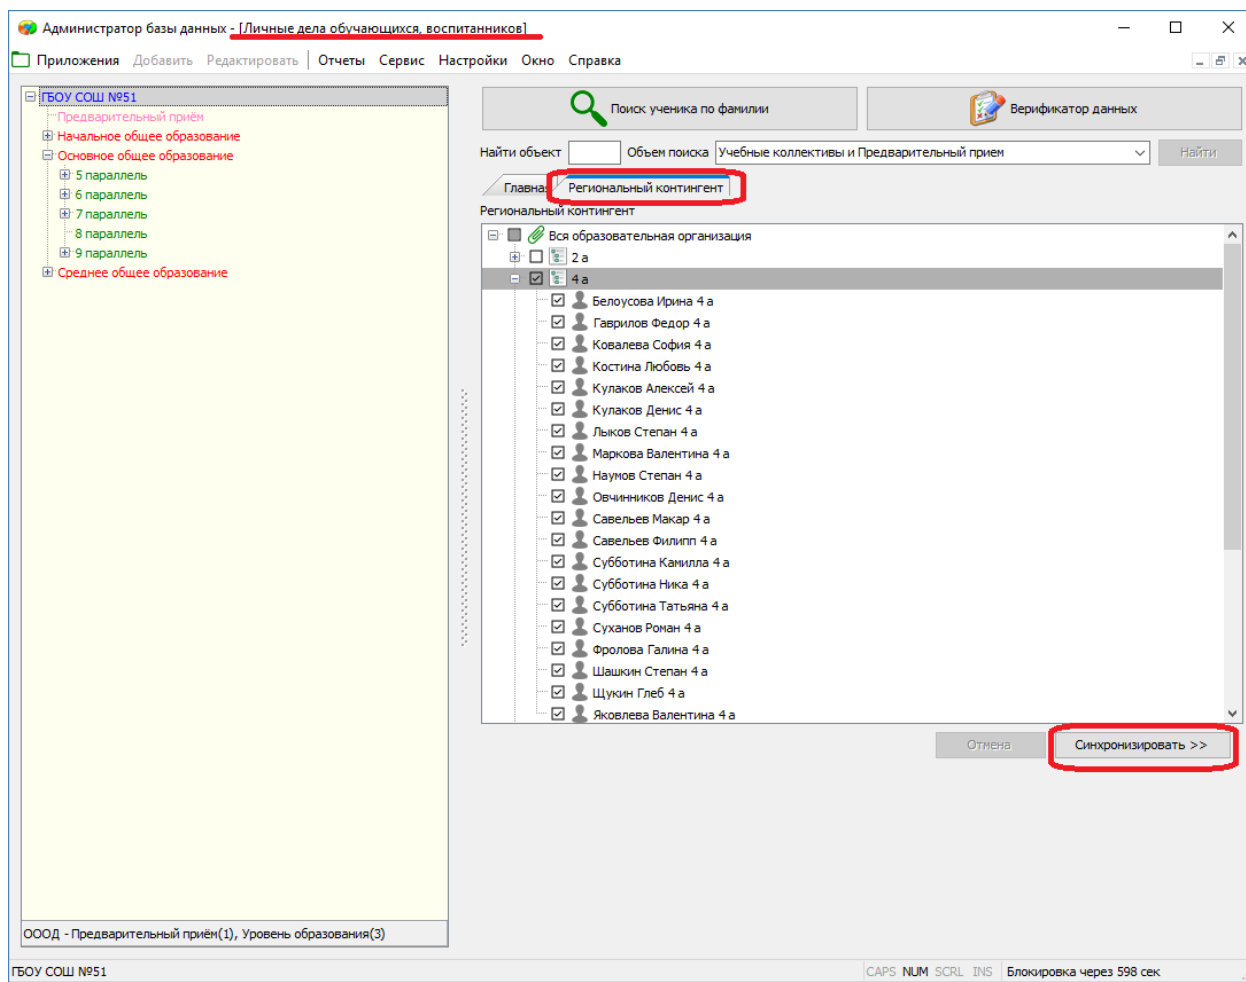 Администратор базы данных - [Личные дела обучающихся, воспитанников]
Приложения Добавить Редактировать Отчеты Сервис Настройки Окно Справка
ГБОУ СОШ №51
Предварительный приём
Начальное общее образование
Основное общее образование
5 параллель
6 параллель
7 параллель
8 параллель
9 параллель
Среднее общее образование
ОООД - Предварительный приём(1), Уровень образования(3)
Поиск ученика по фамилии
Верификатор данных
Найти объект Объем поиска Учебные коллективы и Предварительный прием Найти
Главная Региональный контингент
Региональный контингент
Вся образовательная организация
2 а
4 а
Белоусова Ирина 4 а
Гаврилов Федор 4 а
Ковалева София 4 а
Костина Любовь 4 а
Кулаков Алексей 4 а
Кулаков Денис 4 а
Лыков Степан 4 а
Маркова Валентина 4 а
Наумов Степан 4 а
Овчинников Денис 4 а
Савельев Макар 4 а
Савельев Филипп 4 а
Субботина Камилла 4 а
Субботина Ника 4 а
Субботина Татьяна 4 а
Суханов Роман 4 а
Фролова Галина 4 а
Шашкин Степан 4 а
Щукин Глеб 4 а
Яковлева Валентина 4 а
Отмена Синхронизировать >>
ГБОУ СОШ №51 CAPS NUM SCRL INS Блокировка через 598 сек